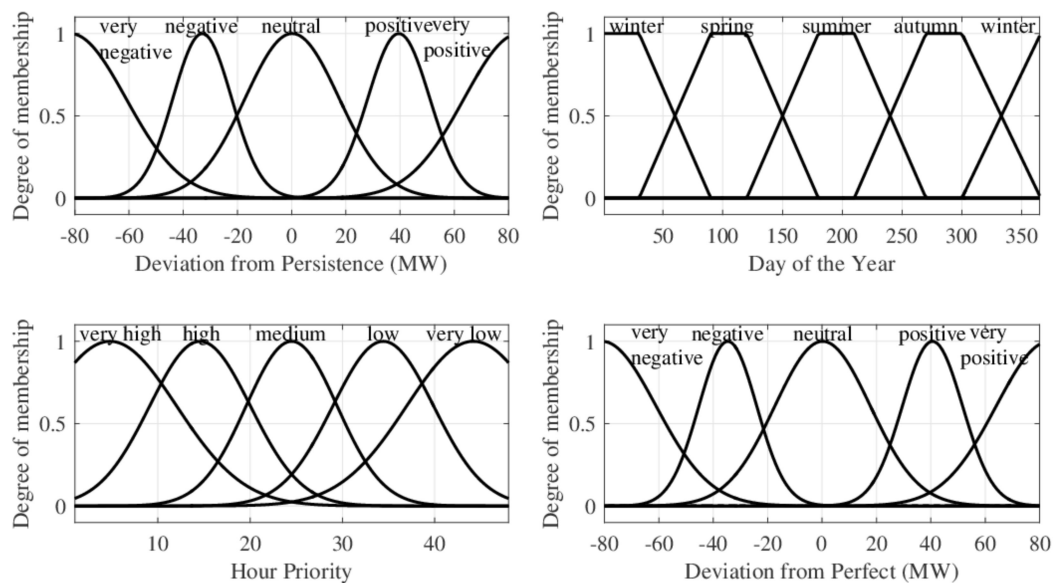 very negative neutral positive very
negative positive
1
0.5
0
Degree of membership
-80 -60 -40 -20 0 20 40 60 80
Deviation from Persistence (MW)
winter spring summer autumn winter
1
0.5
0
Degree of membership
50 100 150 200 250 300 350
Day of the Year
very high high medium low very low
1
0.5
0
Degree of membership
10 20 30 40
Hour Priority
very negative neutral positive very
negative positive
1
0.5
0
Degree of membership
-80 -60 -40 -20 0 20 40 60 80
Deviation from Perfect (MW)